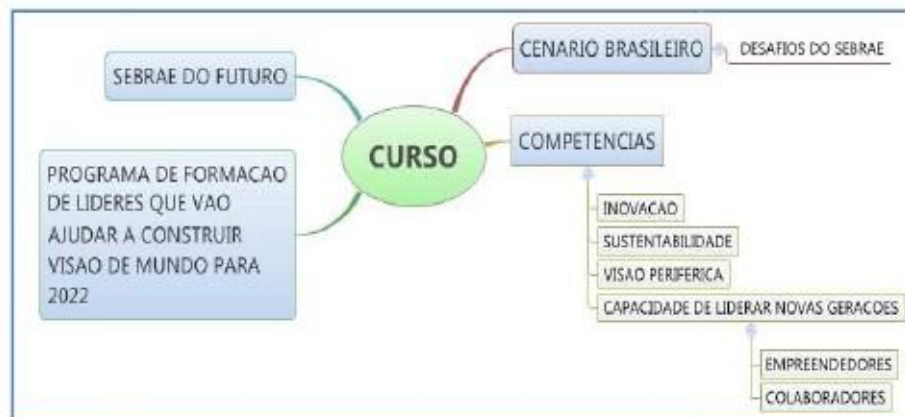 SEBRAE DO FUTURO
PROGRAMA DE FORMACAO
DE LIDERES QUE VAO
AJUDAR A CONSTRUIR
VISAO DE MUNDO PARA
2022
CURSO
CENARIO BRASILEIRO
DESAFIOS DO SEBRAE
COMPETENCIAS
INOVACAO
SUSTENTABILIDADE
VISAO PERIFERICA
CAPACIDADE DE LIDERAR NOVAS GERACOES
EMPREENDEDORES
COLABORADORES